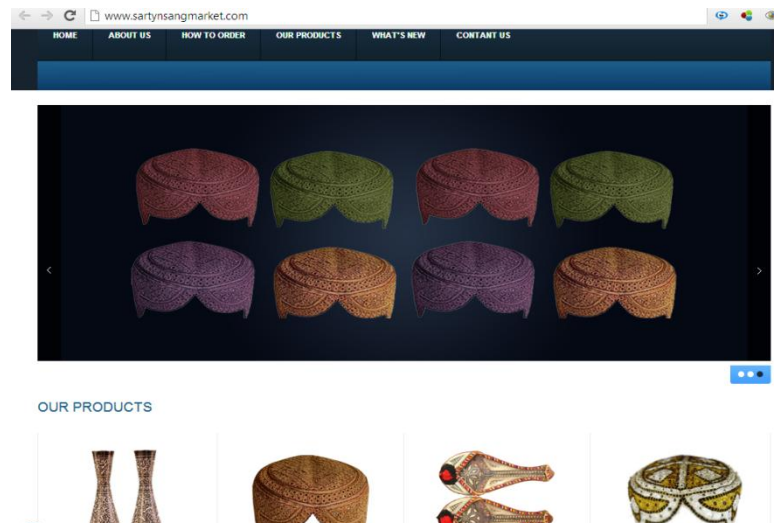 www.sartynsangmarket.com
HOME ABOUT US HOW TO ORDER OUR PRODUCTS WHAT'S NEW CONTANT US
OUR PRODUCTS